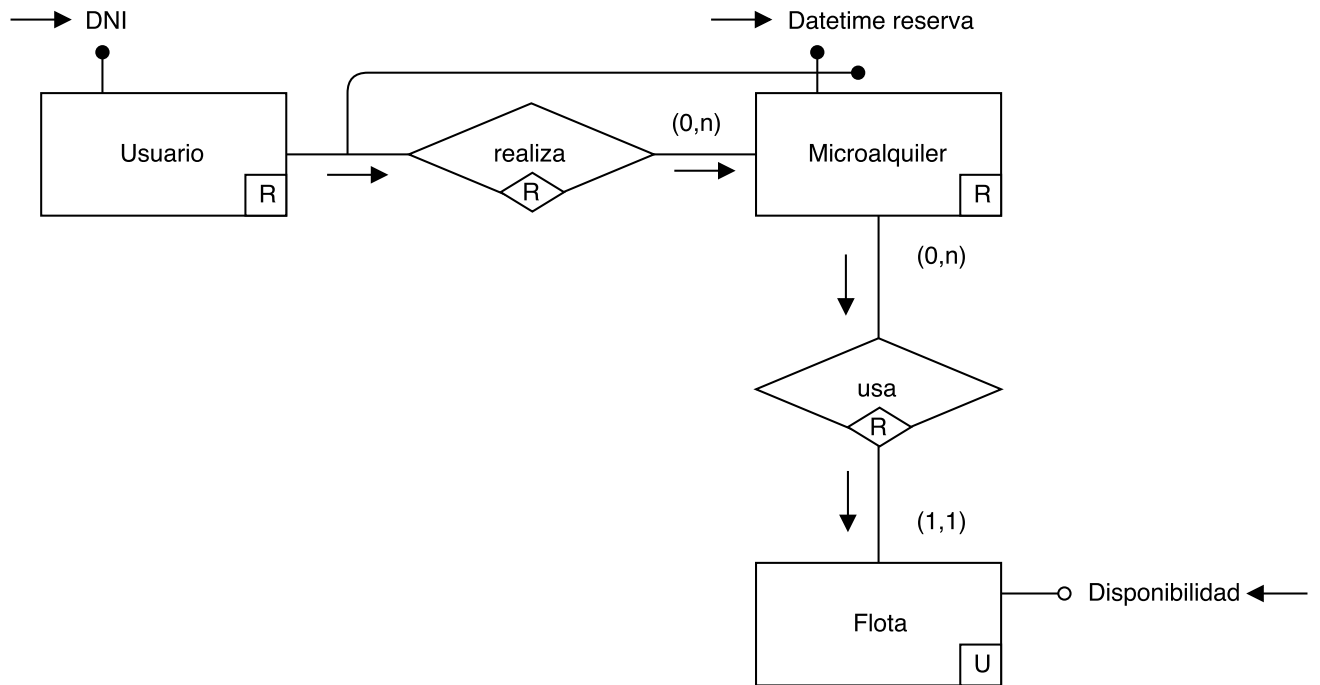 DNI
Datetime reserva
Usuario
R
realiza
R
(0,n)
Microalquiler
R
(0,n)
usa
R
(1,1)
Flota
U
Disponibilidad